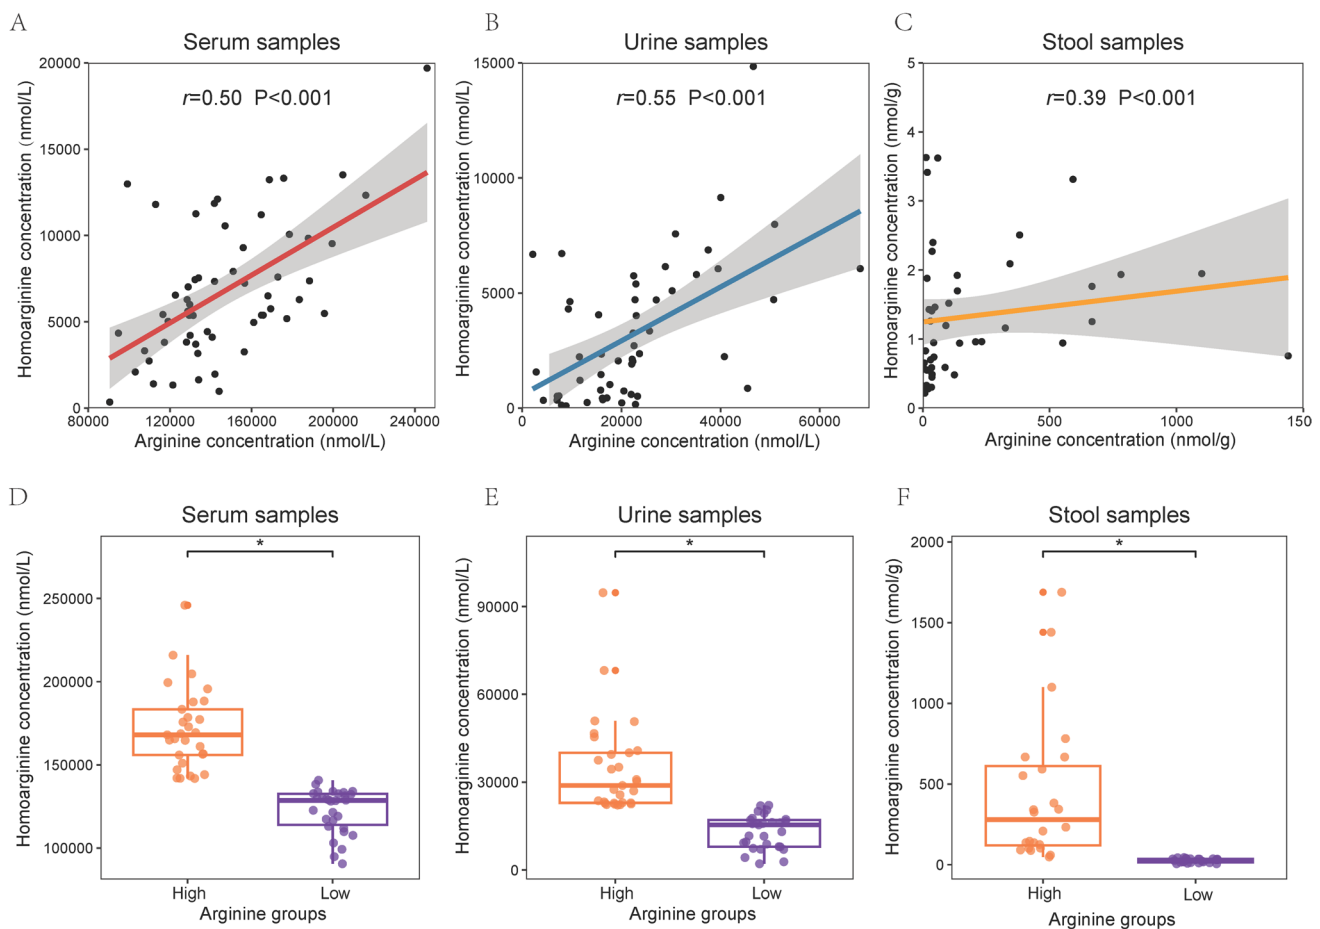 A
Serum samples
r=0.50 P<0.001
Homoarginine concentration (nmol/L)
20000
15000
10000
5000
0
80000 120000 160000 200000 240000
Arginine concentration (nmol/L)
B
Urine samples
r=0.55 P<0.001
Homoarginine concentration (nmol/L)
15000
10000
5000
0
0 20000 40000 60000
Arginine concentration (nmol/L)
C
Stool samples
r=0.39 P<0.001
Homoarginine concentration (nmol/g)
5
4
3
2
1
0
0 500 1000 150
Arginine concentration (nmol/g)
D
Serum samples
*
Homoarginine concentration (nmol/L)
250000
200000
150000
100000
High Low
Arginine groups
E
Urine samples
*
Homoarginine concentration (nmol/L)
90000
60000
30000
0
High Low
Arginine groups
F
Stool samples
*
Homoarginine concentration (nmol/g)
2000
1500
1000
500
0
High Low
Arginine groups